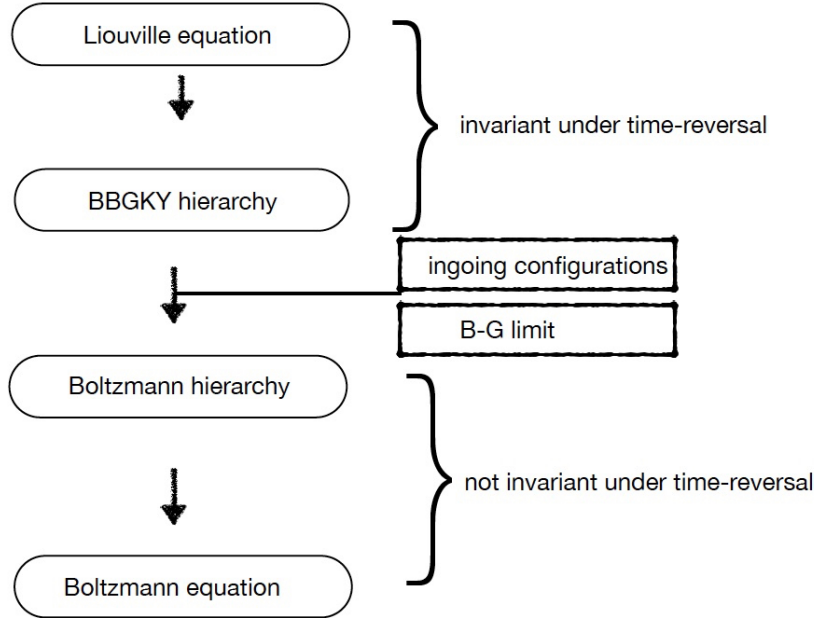 Liouville equation
invariant under time-reversal
BBGKY hierarchy
ingoing configurations
B-G limit
Boltzmann hierarchy
not invariant under time-reversal
Boltzmann equation